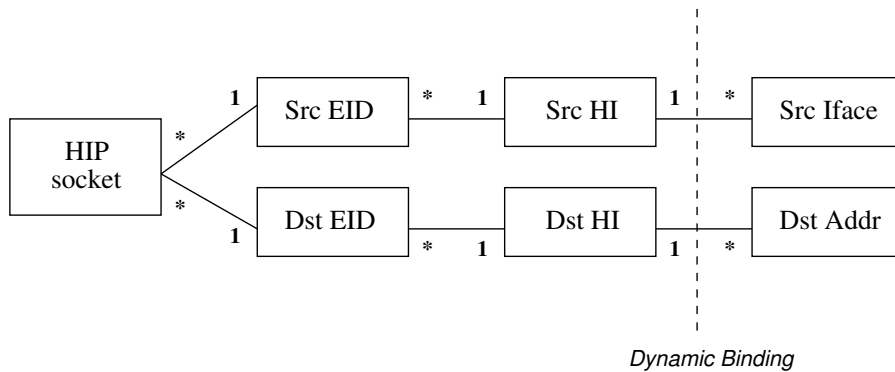 1 Src EID * 1 Src HI 1 * Src Iface
HIP
socket
*
*
1 Dst EID * 1 Dst HI 1 * Dst Addr
Dynamic Binding